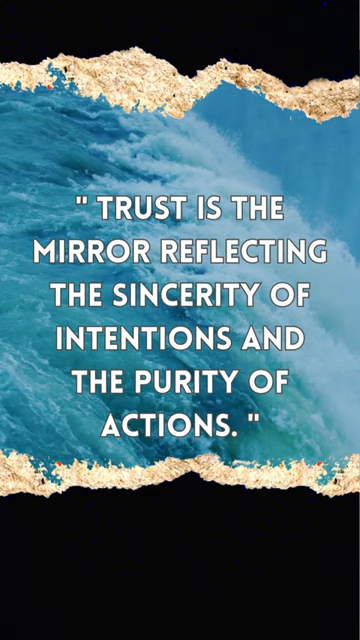 " TRUST IS THE
MIRROR REFLECTING
THE SINCERITY OF
INTENTIONS AND
THE PURITY OF
ACTIONS. "